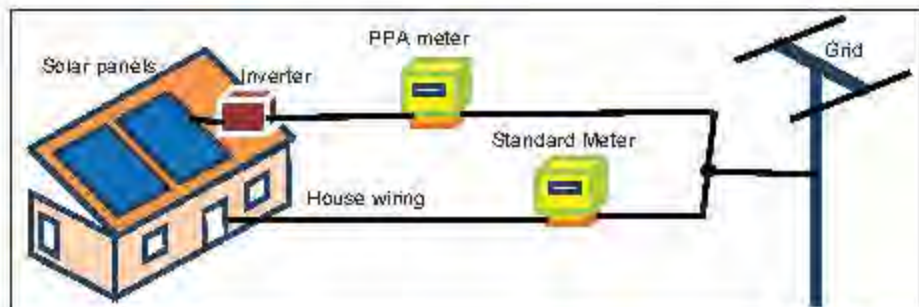 PPA meter
Solar panels
Inverter
Grid
Standard Meter
House wiring